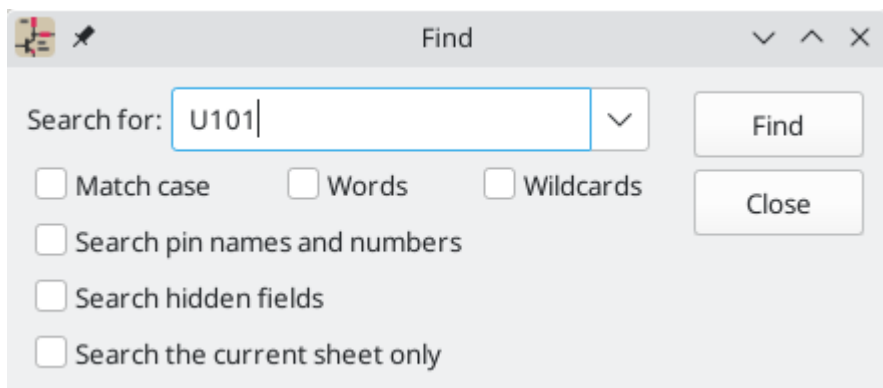 Find
Search for: U101 Find
Match case Words Wildcards Close
Search pin names and numbers
Search hidden fields
Search the current sheet only